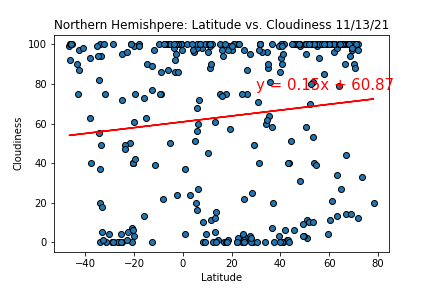 Northern Hemishpere: Latitude vs. Cloudiness 11/13/21
100
80
60
40
20
0
Cloudiness
y = 0.15x + 60.87
−40 −20 0 20 40 60 80
Latitude